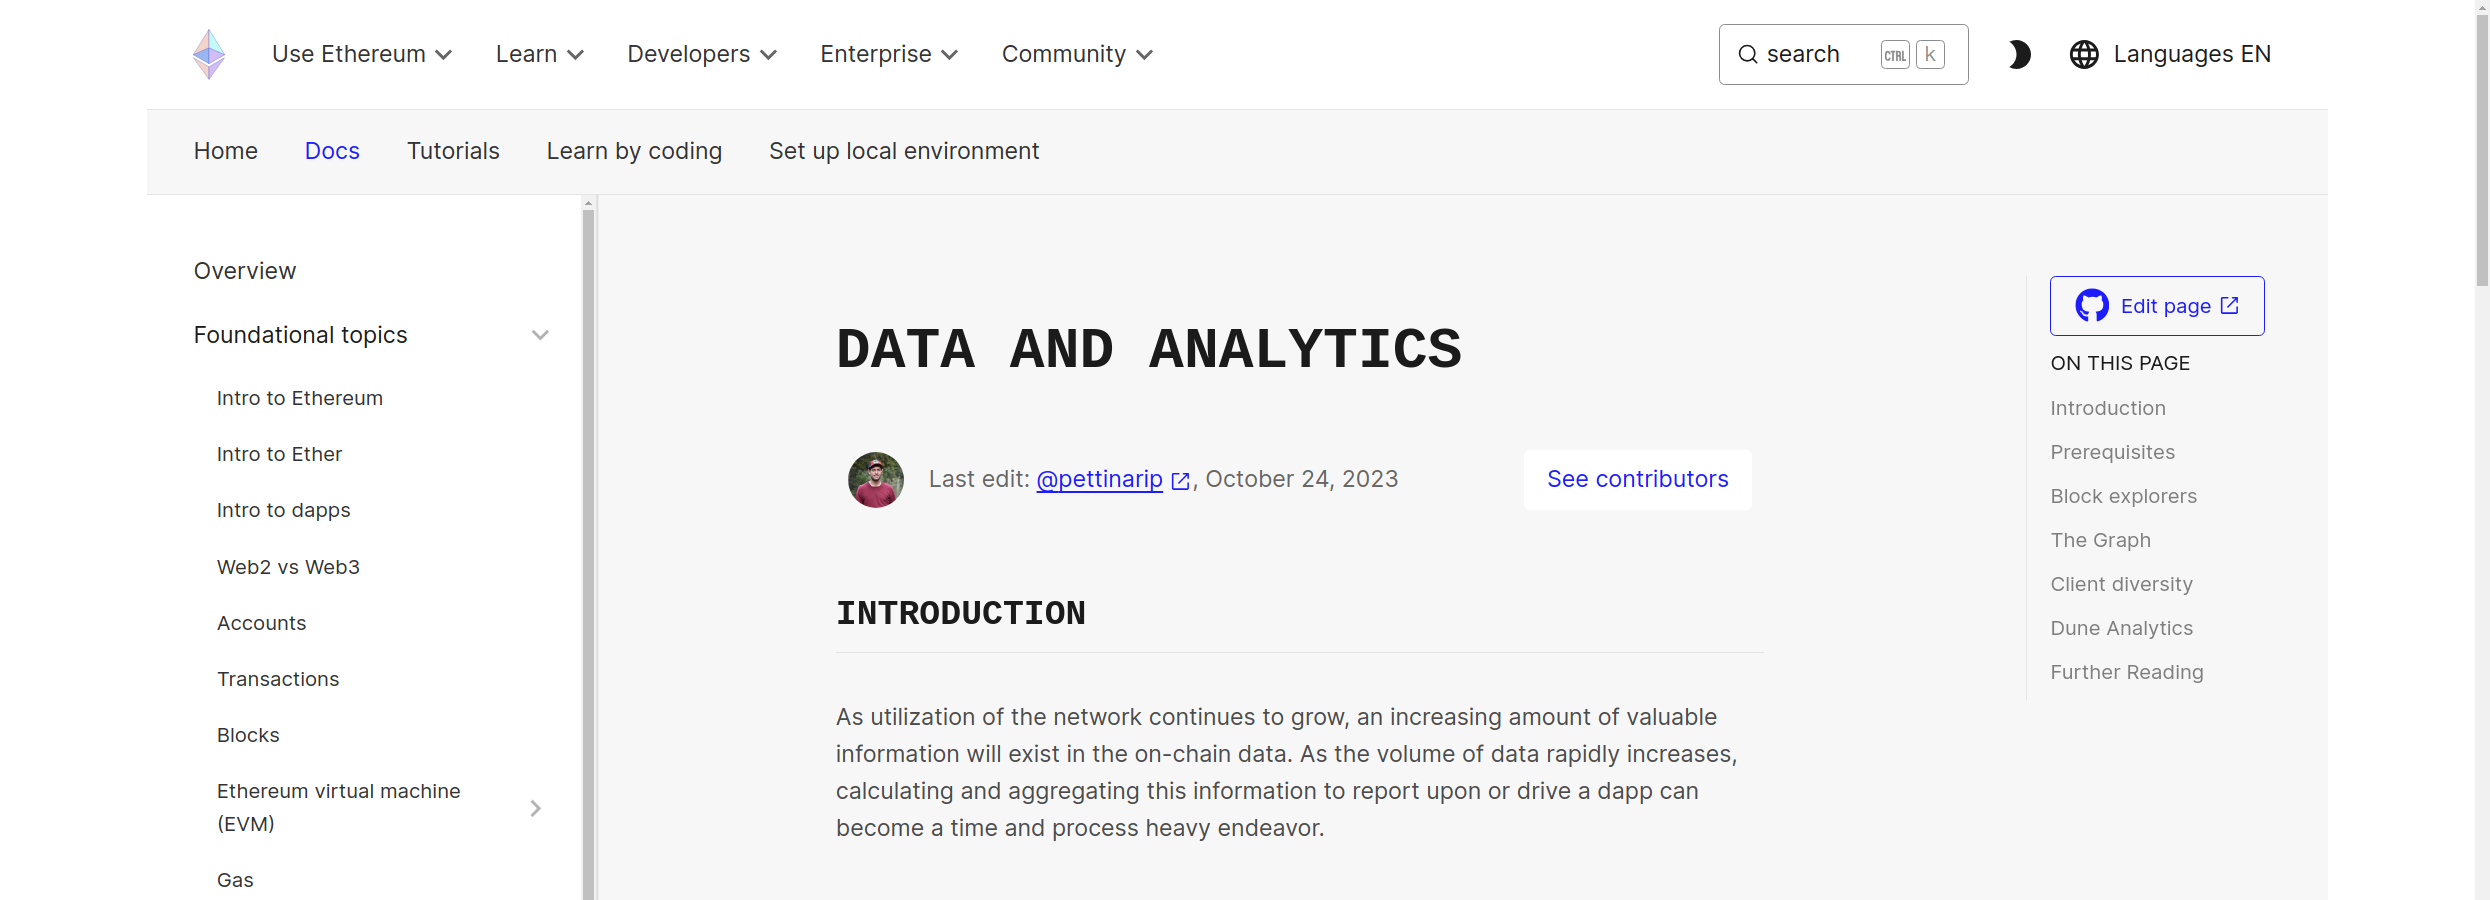 Use Ethereum
Learn
Developers
Enterprise
Community
search
CTRL
k
Languages EN
Home
Docs
Tutorials
Learn by coding
Set up local environment
Overview
Foundational topics
Intro to Ethereum
Intro to Ether
Intro to dapps
Web2 vs Web3
Accounts
Transactions
Blocks
Ethereum virtual machine
(EVM)
Gas
DATA AND ANALYTICS
Last edit: @pettinarip, October 24, 2023
See contributors
INTRODUCTION
As utilization of the network continues to grow, an increasing amount of valuable
information will exist in the on-chain data. As the volume of data rapidly increases,
calculating and aggregating this information to report upon or drive a dapp can
become a time and process heavy endeavor.
Edit page
ON THIS PAGE
Introduction
Prerequisites
Block explorers
The Graph
Client diversity
Dune Analytics
Further Reading